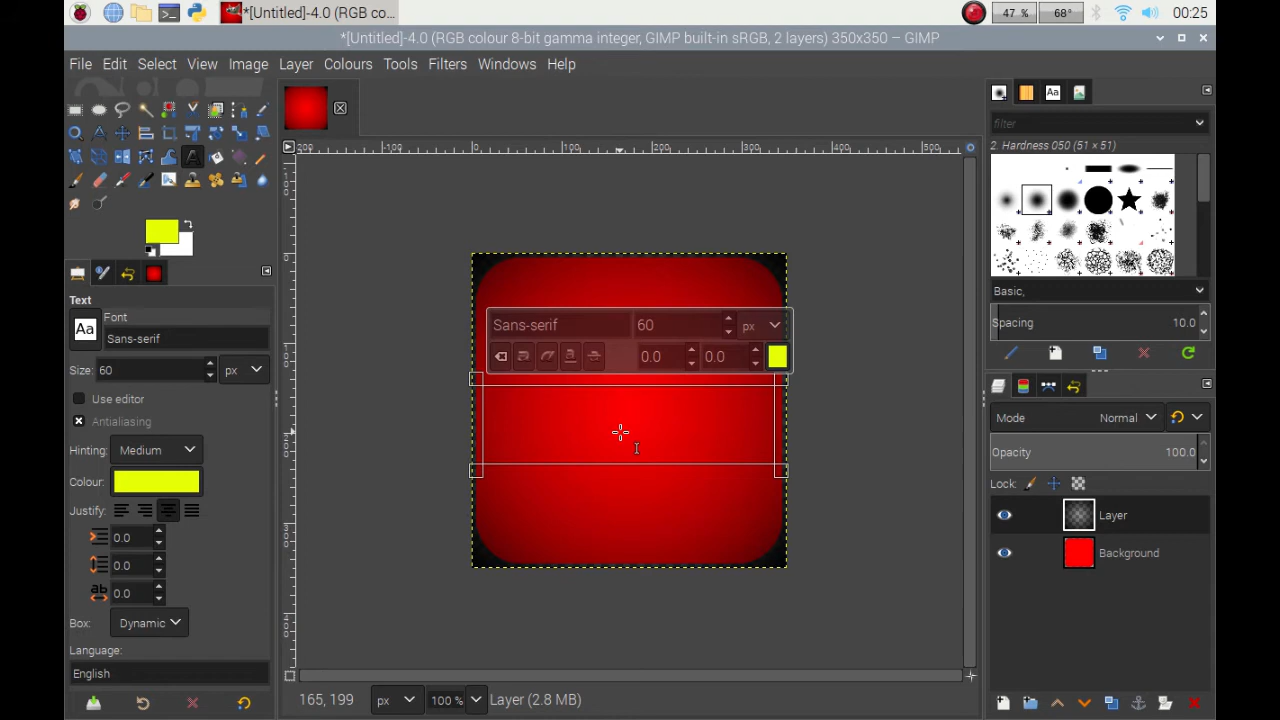 *[Untitled]-4.0 (RGB co...
47 %
68°
00:25
*[Untitled]-4.0 (RGB colour 8-bit gamma integer, GIMP built-in sRGB, 2 layers) 350x350 – GIMP
File Edit Select View Image Layer Colours Tools Filters Windows Help
filter
2. Hardness 050 (51 × 51)
Basic,
Spacing 10.0
Mode Normal
Opacity 100.0
Lock:
Layer
Background
Text
Font
Aa
Sans-serif
Size: 60 px
Use editor
Antialiasing
Hinting: Medium
Colour:
Justify:
0.0
0.0
0.0
Box: Dynamic
Language:
English
0 100 200 300 400 500
Sans-serif 60 px
0.0 0.0
165, 199 px 100 % Layer (2.8 MB)